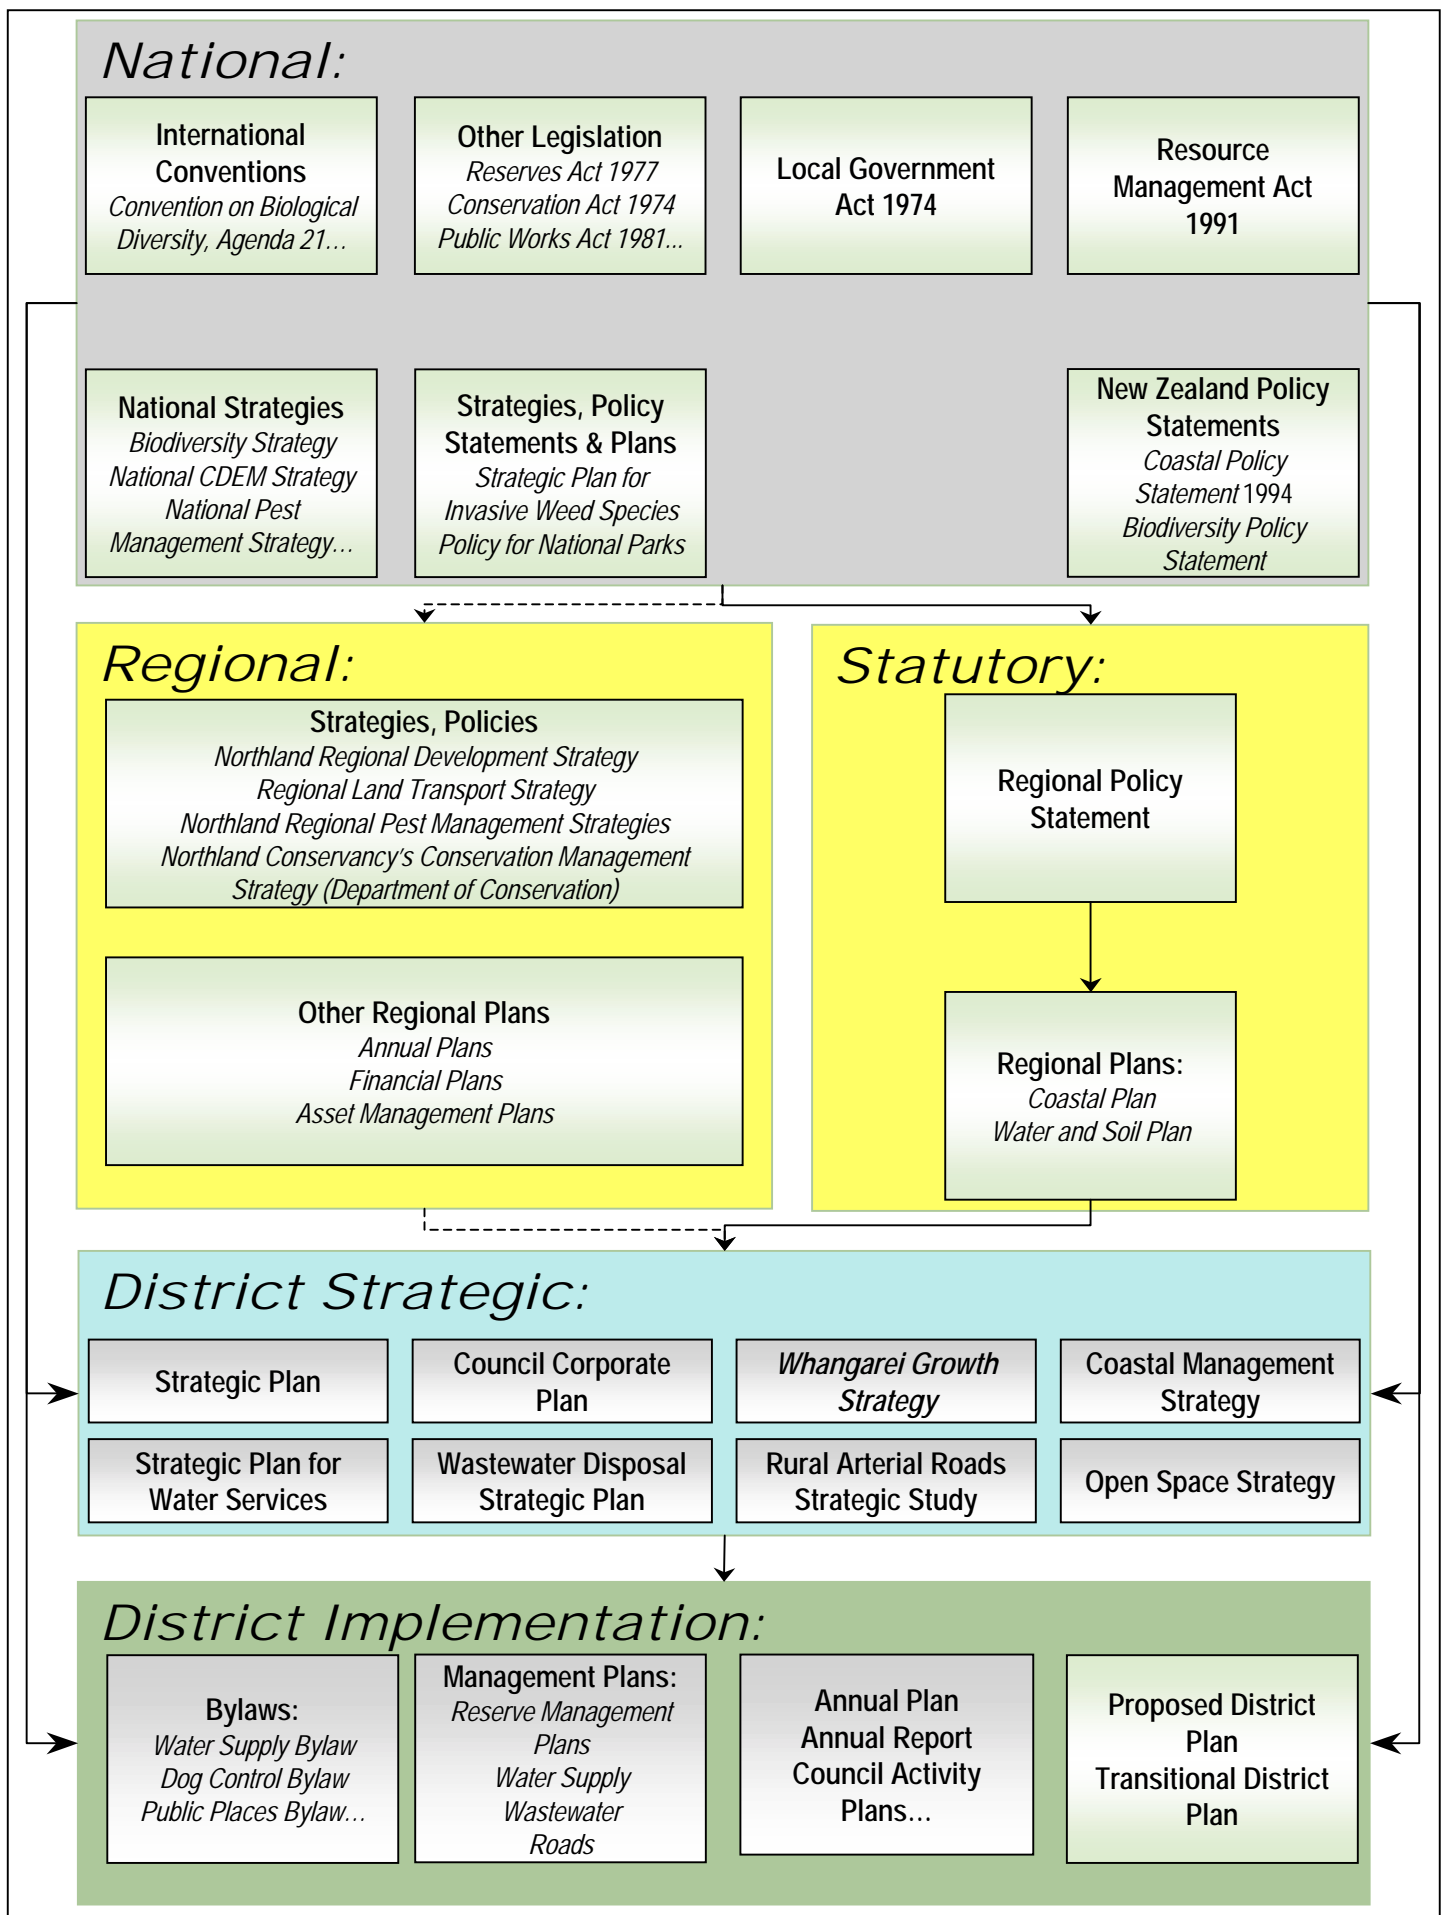 National:
International
Conventions
Convention on Biological
Diversity, Agenda 21…
Other Legislation
Reserves Act 1977
Conservation Act 1974
Public Works Act 1981...
Local Government
Act 1974
Resource
Management Act
1991
National Strategies
Biodiversity Strategy
National CDEM Strategy
National Pest
Management Strategy…
Strategies, Policy
Statements & Plans
Strategic Plan for
Invasive Weed Species
Policy for National Parks
New Zealand Policy
Statements
Coastal Policy
Statement 1994
Biodiversity Policy
Statement
Regional:
Strategies, Policies
Northland Regional Development Strategy
Regional Land Transport Strategy
Northland Regional Pest Management Strategies
Northland Conservancy’s Conservation Management
Strategy (Department of Conservation)
Other Regional Plans
Annual Plans
Financial Plans
Asset Management Plans
Statutory:
Regional Policy
Statement
Regional Plans:
Coastal Plan
Water and Soil Plan
District Strategic:
Strategic Plan
Council Corporate
Plan
Whangarei Growth
Strategy
Coastal Management
Strategy
Strategic Plan for
Water Services
Wastewater Disposal
Strategic Plan
Rural Arterial Roads
Strategic Study
Open Space Strategy
District Implementation:
Bylaws:
Water Supply Bylaw
Dog Control Bylaw
Public Places Bylaw…
Management Plans:
Reserve Management
Plans
Water Supply
Wastewater
Roads
Annual Plan
Annual Report
Council Activity
Plans…
Proposed District
Plan
Transitional District
Plan